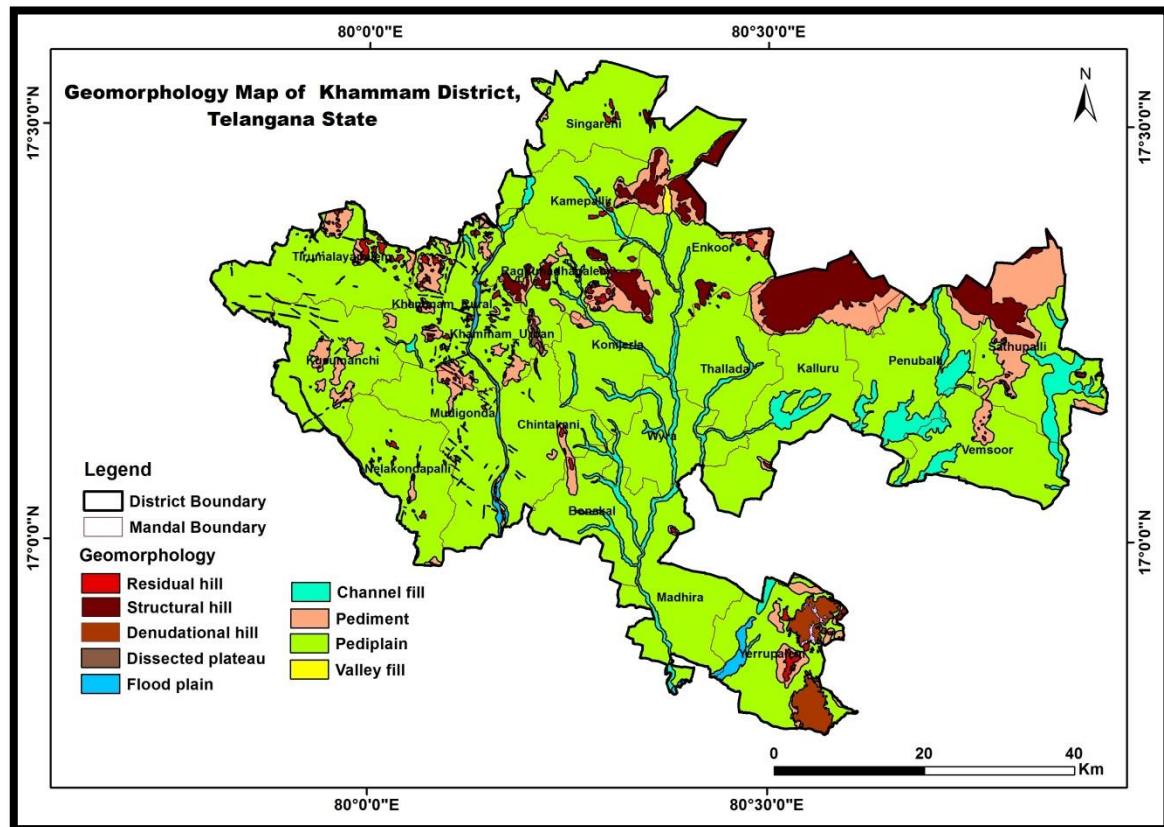 80°0'0"E
80°30'0"E
Geomorphology Map of Khammam District,
Telangana State
N
17°30'0"N
17°30'0"N
Singareni
Kamepalli
Enkoor
Tirumalayapalem
Raghunadhapalem
Khammam_Rural
Khammam_Urban
Konijerla
Kusumanchi
Thallada
Kalluru
Penuballi
Sathupalli
Mudigonda
Chintakani
Wyra
Vemsoor
Nelakondapalli
Bonakal
Madhira
Yerrupalem
Legend
District Boundary
Mandal Boundary
Geomorphology
Residual hill
Structural hill
Denudational hill
Dissected plateau
Flood plain
Channel fill
Pediment
Pediplain
Valley fill
17°0'0"N
17°0'0"N
0 20 40
Km
80°0'0"E
80°30'0"E